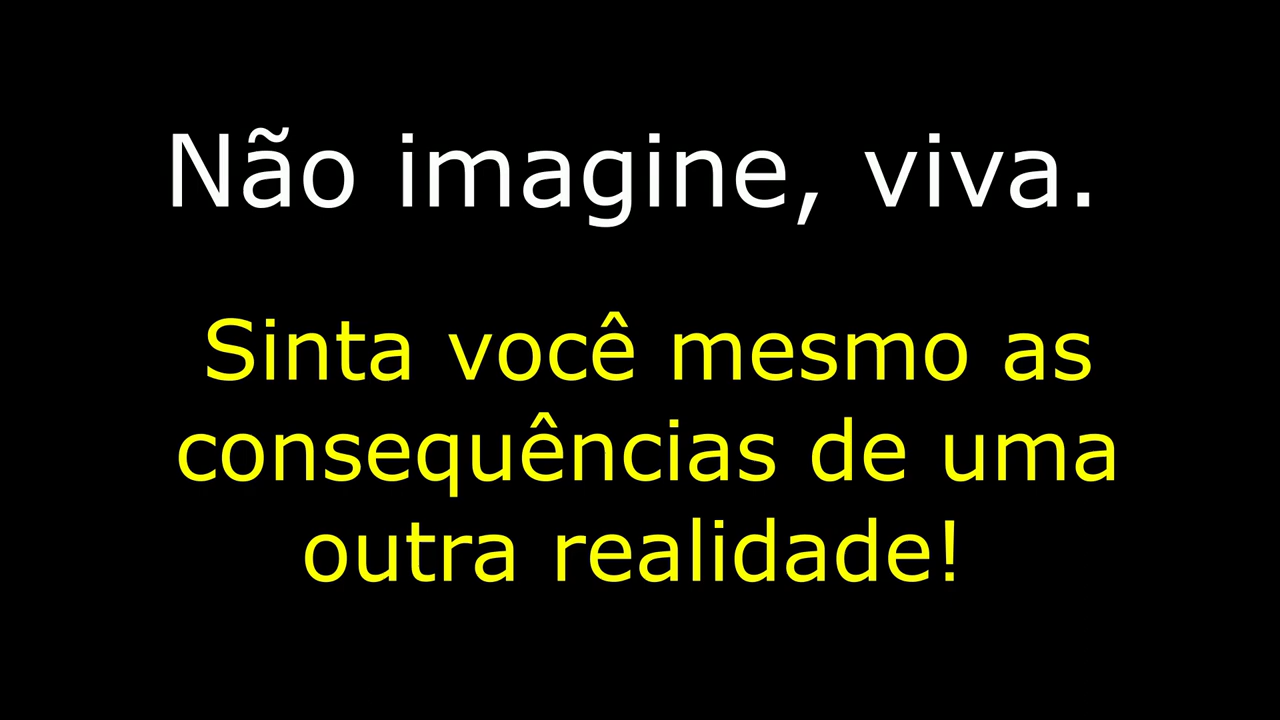 Não imagine, viva.
Sinta você mesmo as
consequências de uma
outra realidade!